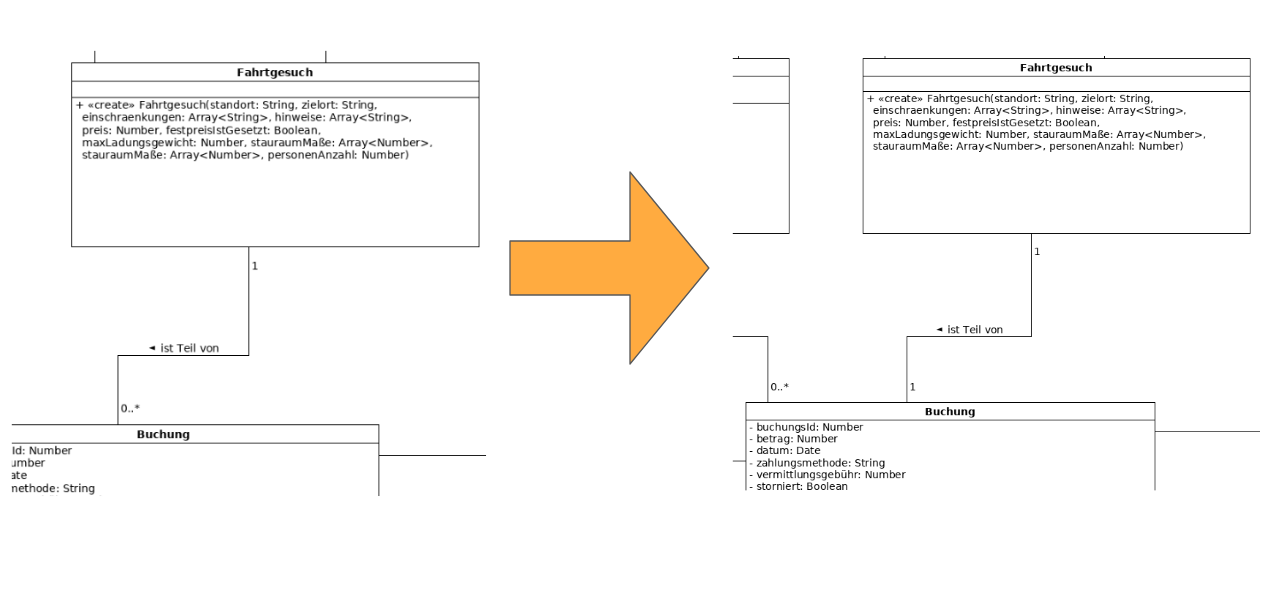 Fahrtgesuch
+ «create» Fahrtgesuch(standort: String, zielort: String,
einschraenkungen: Array<String>, hinweise: Array<String>,
preis: Number, festpreisIstGesetzt: Boolean,
maxLadungsgewicht: Number, stauraumMaße: Array<Number>,
stauraumMaße: Array<Number>, personenAnzahl: Number)
1
◄ ist Teil von
0..*
Buchung
Id: Number
umber
ate
nethode: String
Fahrtgesuch
+ «create» Fahrtgesuch(standort: String, zielort: String,
einschraenkungen: Array<String>, hinweise: Array<String>,
preis: Number, festpreisIstGesetzt: Boolean,
maxLadungsgewicht: Number, stauraumMaße: Array<Number>,
stauraumMaße: Array<Number>, personenAnzahl: Number)
1
◄ ist Teil von
0..*
1
Buchung
- buchungsId: Number
- betrag: Number
- datum: Date
- zahlungsmethode: String
- vermittlungsgebühr: Number
- storniert: Boolean